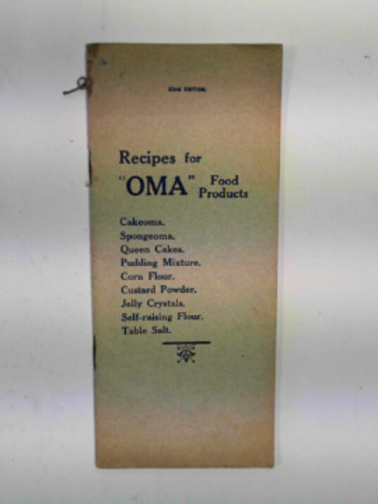 23rd EDITION.
Recipes for
"OMA" Food Products
Cakeoma.
Spongeoma.
Queen Cakes.
Pudding Mixture.
Corn Flour.
Custard Powder.
Jelly Crystals.
Self-raising Flour.
Table Salt.